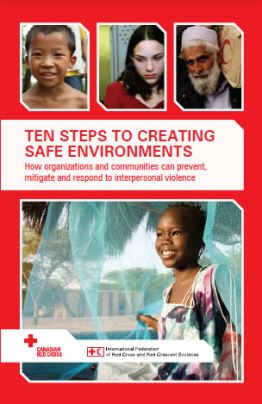 TEN STEPS TO CREATING
SAFE ENVIRONMENTS
How organizations and communities can prevent,
mitigate and respond to interpersonal violence
CANADIAN
RED CROSS
International Federation
of Red Cross and Red Crescent Societies